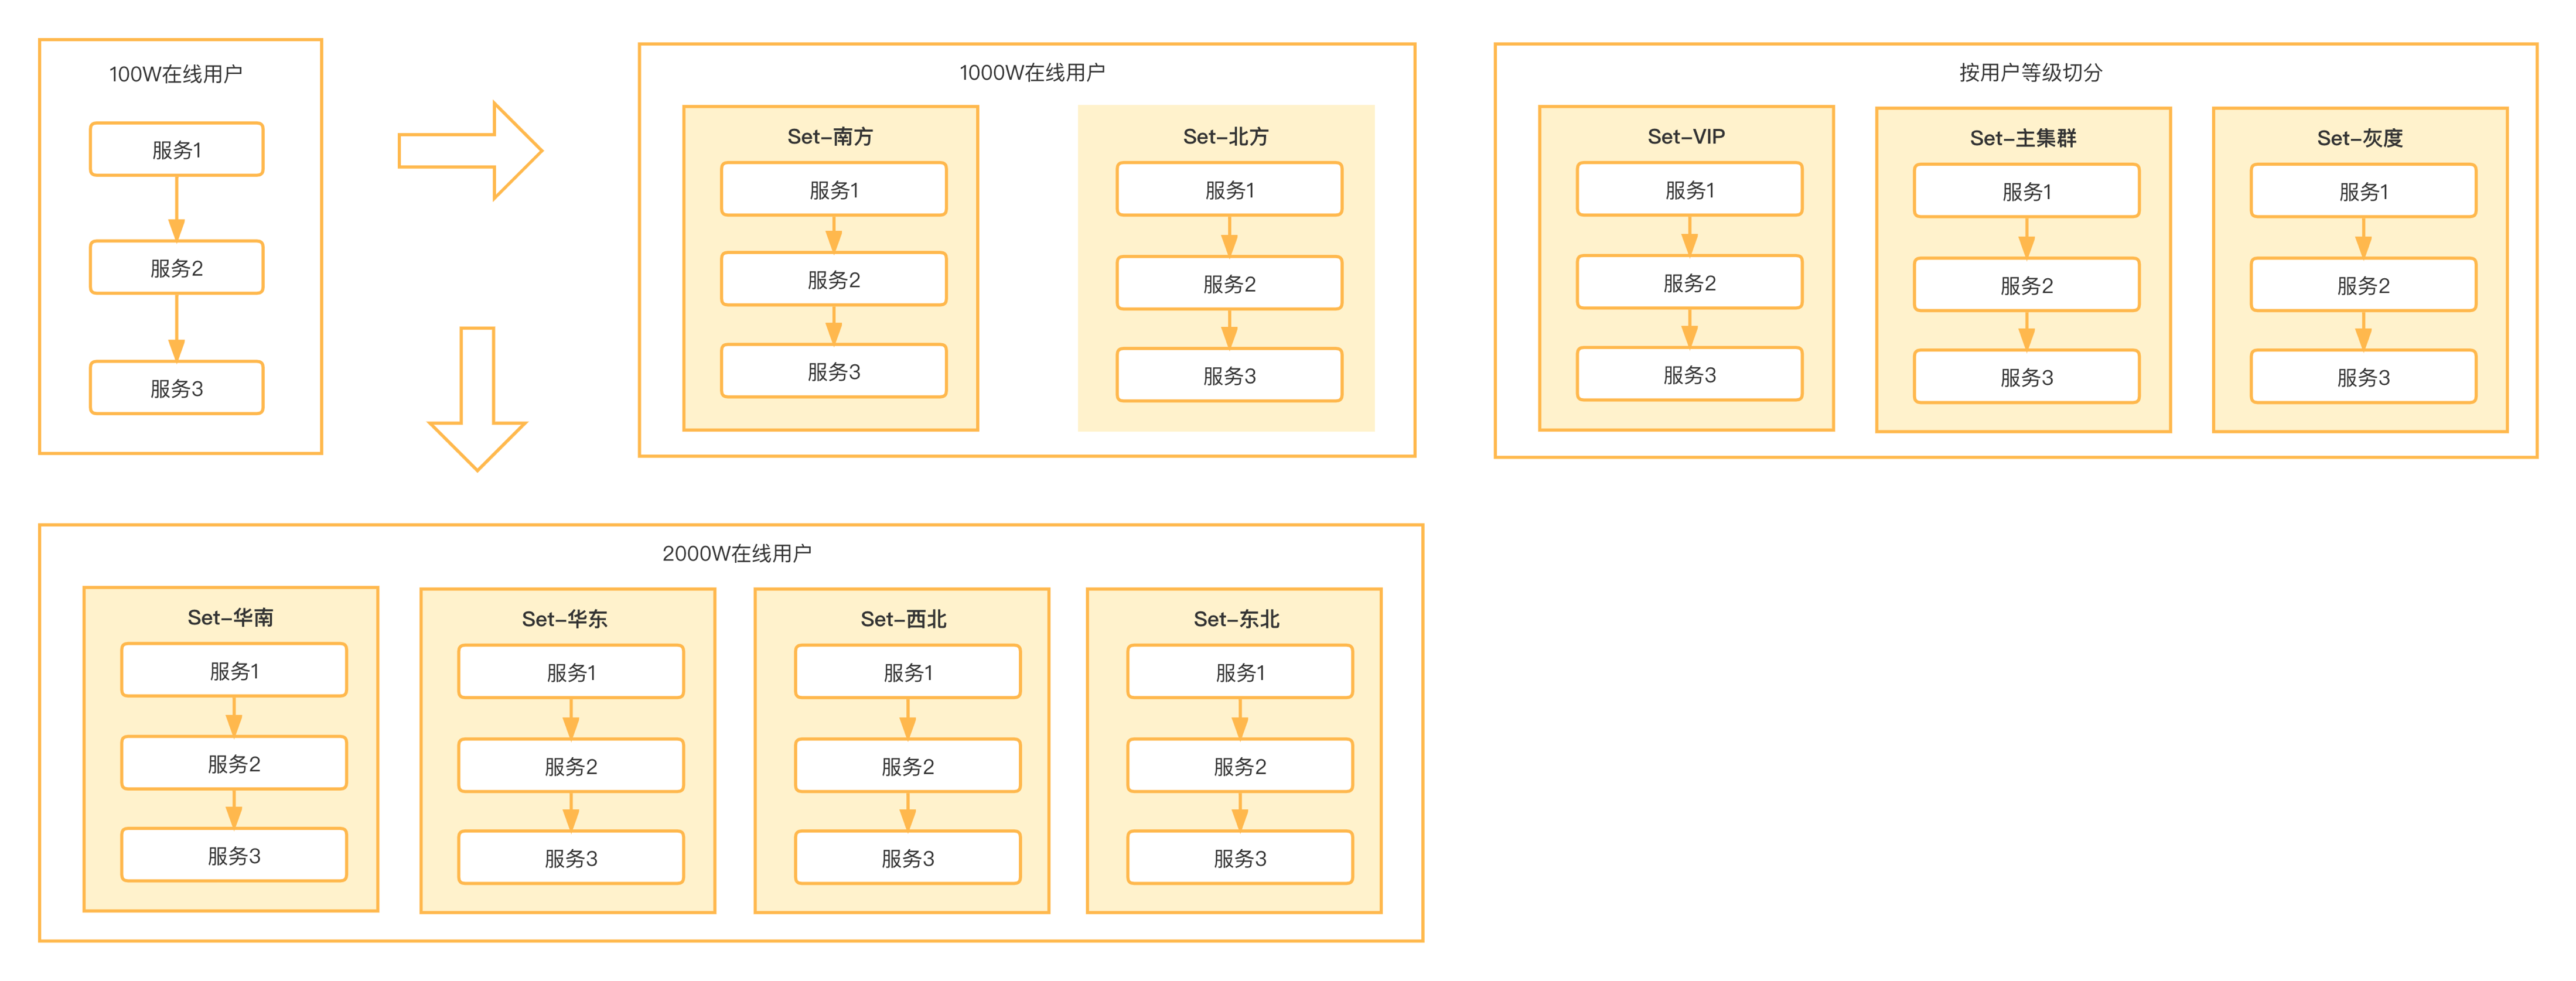 100W在线用户
服务1
服务2
服务3
1000W在线用户
Set-南方
服务1
服务2
服务3
Set-北方
服务1
服务2
服务3
按用户等级切分
Set-VIP
服务1
服务2
服务3
Set-主集群
服务1
服务2
服务3
Set-灰度
服务1
服务2
服务3
2000W在线用户
Set-华南
服务1
服务2
服务3
Set-华东
服务1
服务2
服务3
Set-西北
服务1
服务2
服务3
Set-东北
服务1
服务2
服务3